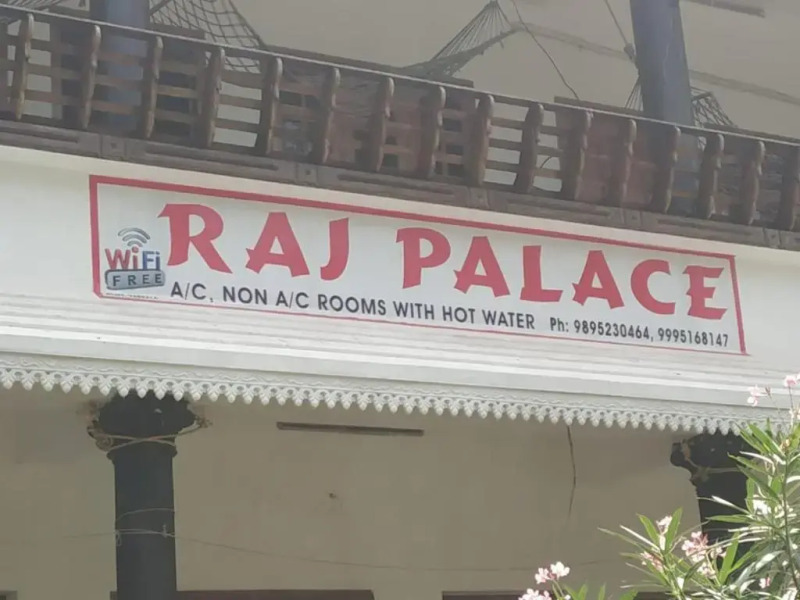 WiFi
FREE
RAJ PALACE
A/C, NON A/C ROOMS WITH HOT WATER Ph: 9895230464, 9995168147